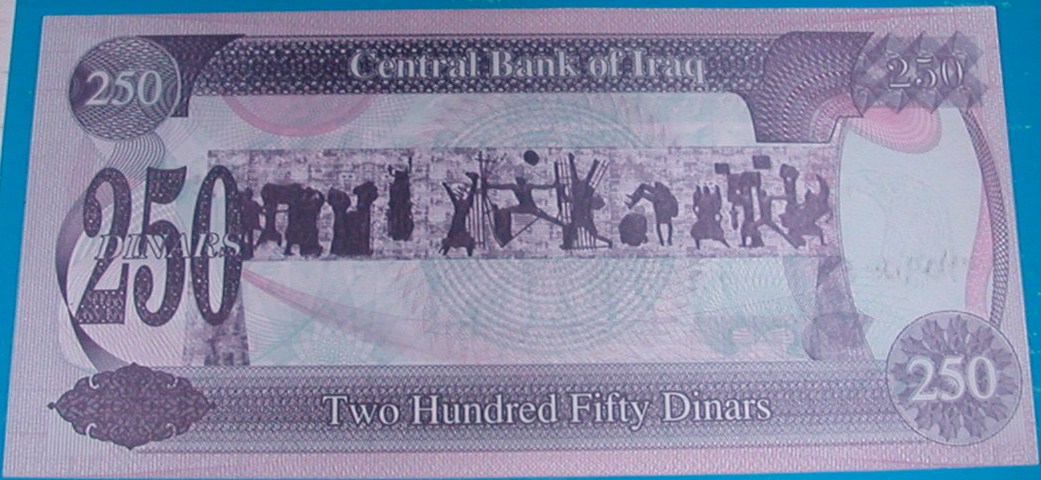 250
Central Bank of Iraq
250
250
DINARS
Two Hundred Fifty Dinars
250